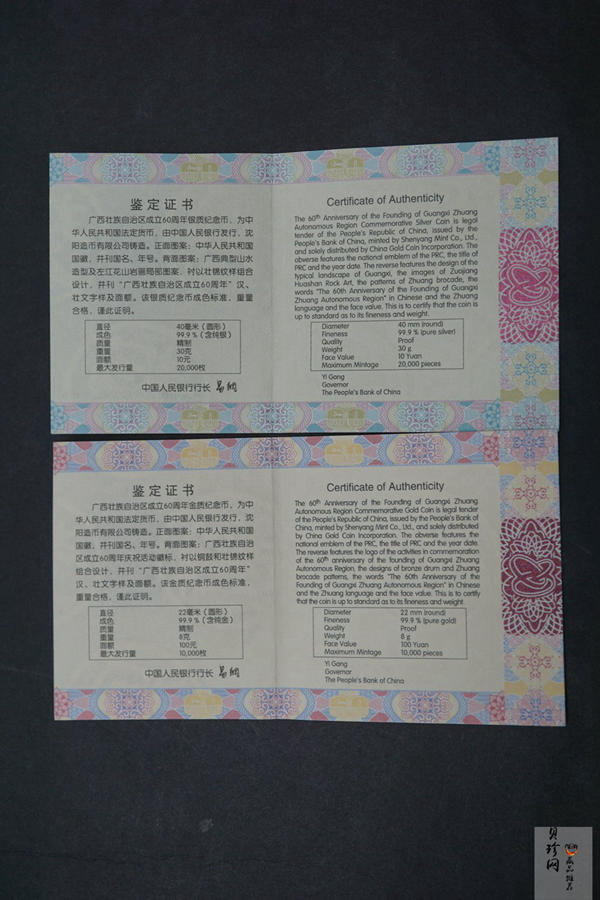 鉴定证书
广西壮族自治区成立60周年银质纪念币，为中
华人民共和国法定货币，由中国人民银行发行，沈
阳造币有限公司铸造。正面图案：中华人民共和国
国徽，并刊国名、年号。背面图案：广西典型山水
造型及左江花山岩画局部图案，衬以壮锦纹样组合
设计，并刊“广西壮族自治区成立60周年”汉、
壮文字样及面额。该银质纪念币成色标准，重量
合格，谨此证明。
直径 40毫米（圆形）
成色 99.9％（含纯银）
质量 精制
重量 30克
面额 10元
最大发行量 20,000枚
中国人民银行行长 易纲
Certificate of Authenticity
The 60th Anniversary of the Founding of Guangxi Zhuang
Autonomous Region Commemorative Silver Coin is legal
tender of the People's Republic of China, issued by the
People's Bank of China, minted by Shenyang Mint Co., Ltd.,
and solely distributed by China Gold Coin Incorporation. The
obverse features the national emblem of the PRC, the title of
PRC and the year date. The reverse features the design of the
typical landscape of Guangxi, the images of Zuojiang
Huashan Rock Art, the patterns of Zhuang brocade, the
words "The 60th Anniversary of the Founding of Guangxi
Zhuang Autonomous Region" in Chinese and the Zhuang
language and the face value. This is to certify that the coin is
up to standard as to its fineness and weight.
Diameter 40 mm (round)
Fineness 99.9 % (pure silver)
Quality Proof
Weight 30 g
Face Value 10 Yuan
Maximum Mintage 20,000 pieces
Yi Gang
Governor
The People's Bank of China
鉴定证书
广西壮族自治区成立60周年金质纪念币，为中
华人民共和国法定货币，由中国人民银行发行，沈
阳造币有限公司铸造。正面图案：中华人民共和国
国徽，并刊国名、年号。背面图案：广西壮族自治
区成立60周年庆祝活动徽标，衬以铜鼓和壮锦纹样
组合设计，并刊“广西壮族自治区成立60周年”
汉、壮文字样及面额。该金质纪念币成色标准，
重量合格，谨此证明。
直径 22毫米（圆形）
成色 99.9％（含纯金）
质量 精制
重量 8克
面额 100元
最大发行量 10,000枚
中国人民银行行长 易纲
Certificate of Authenticity
The 60th Anniversary of the Founding of Guangxi Zhuang
Autonomous Region Commemorative Gold Coin is legal tender
of the People's Republic of China, issued by the People's Bank of
China, minted by Shenyang Mint Co., Ltd., and solely distributed
by China Gold Coin Incorporation. The obverse features the
national emblem of the PRC, the title of PRC and the year date.
The reverse features the logo of the activities in commemoration
of the 60th anniversary of the founding of Guangxi Zhuang
Autonomous Region, the designs of bronze drum and Zhuang
brocade patterns, the words "The 60th Anniversary of the
Founding of Guangxi Zhuang Autonomous Region" in Chinese
and the Zhuang language and the face value. This is to certify
that the coin is up to standard as to its fineness and weight.
Diameter 22 mm (round)
Fineness 99.9 % (pure gold)
Quality Proof
Weight 8 g
Face Value 100 Yuan
Maximum Mintage 10,000 pieces
Yi Gang
Governor
The People's Bank of China
贝珍网
藏品推荐